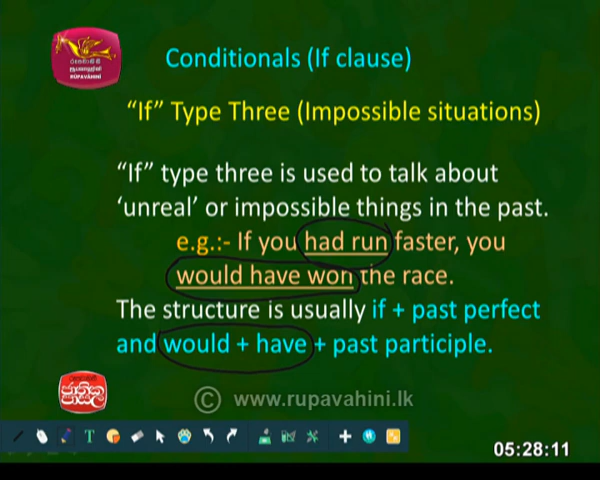 Conditionals (If clause)
RUPAVAHINI
“If” Type Three (Impossible situations)
“If” type three is used to talk about
‘unreal’ or impossible things in the past.
e.g.:- If you had run faster, you
would have won the race.
The structure is usually if + past perfect
and would + have + past participle.
© www.rupavahini.lk
T
05:28:11